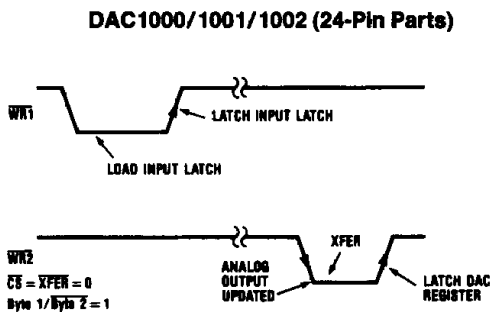 DAC1000/1001/1002 (24-Pin Parts)
WR1
LATCH INPUT LATCH
LOAD INPUT LATCH
WR2
CS = XFER = 0
Byte 1/Byte 2 = 1
ANALOG
OUTPUT
UPDATED
XFER
LATCH DAC
REGISTER